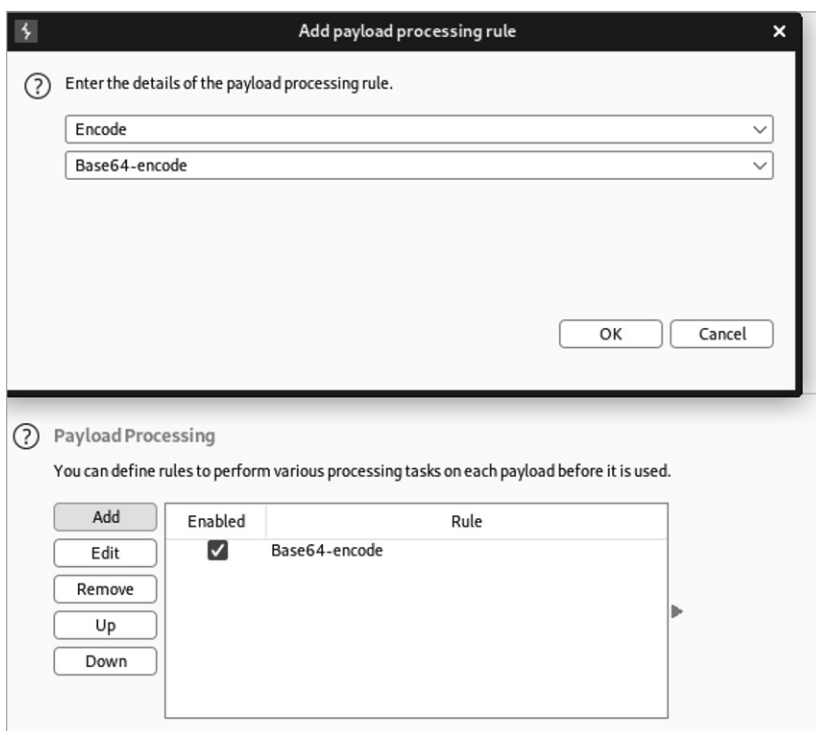 Add payload processing rule
Enter the details of the payload processing rule.
Encode
Base64-encode
OK Cancel
Payload Processing
You can define rules to perform various processing tasks on each payload before it is used.
Add
Enabled Rule
Edit
Base64-encode
Remove
Up
Down